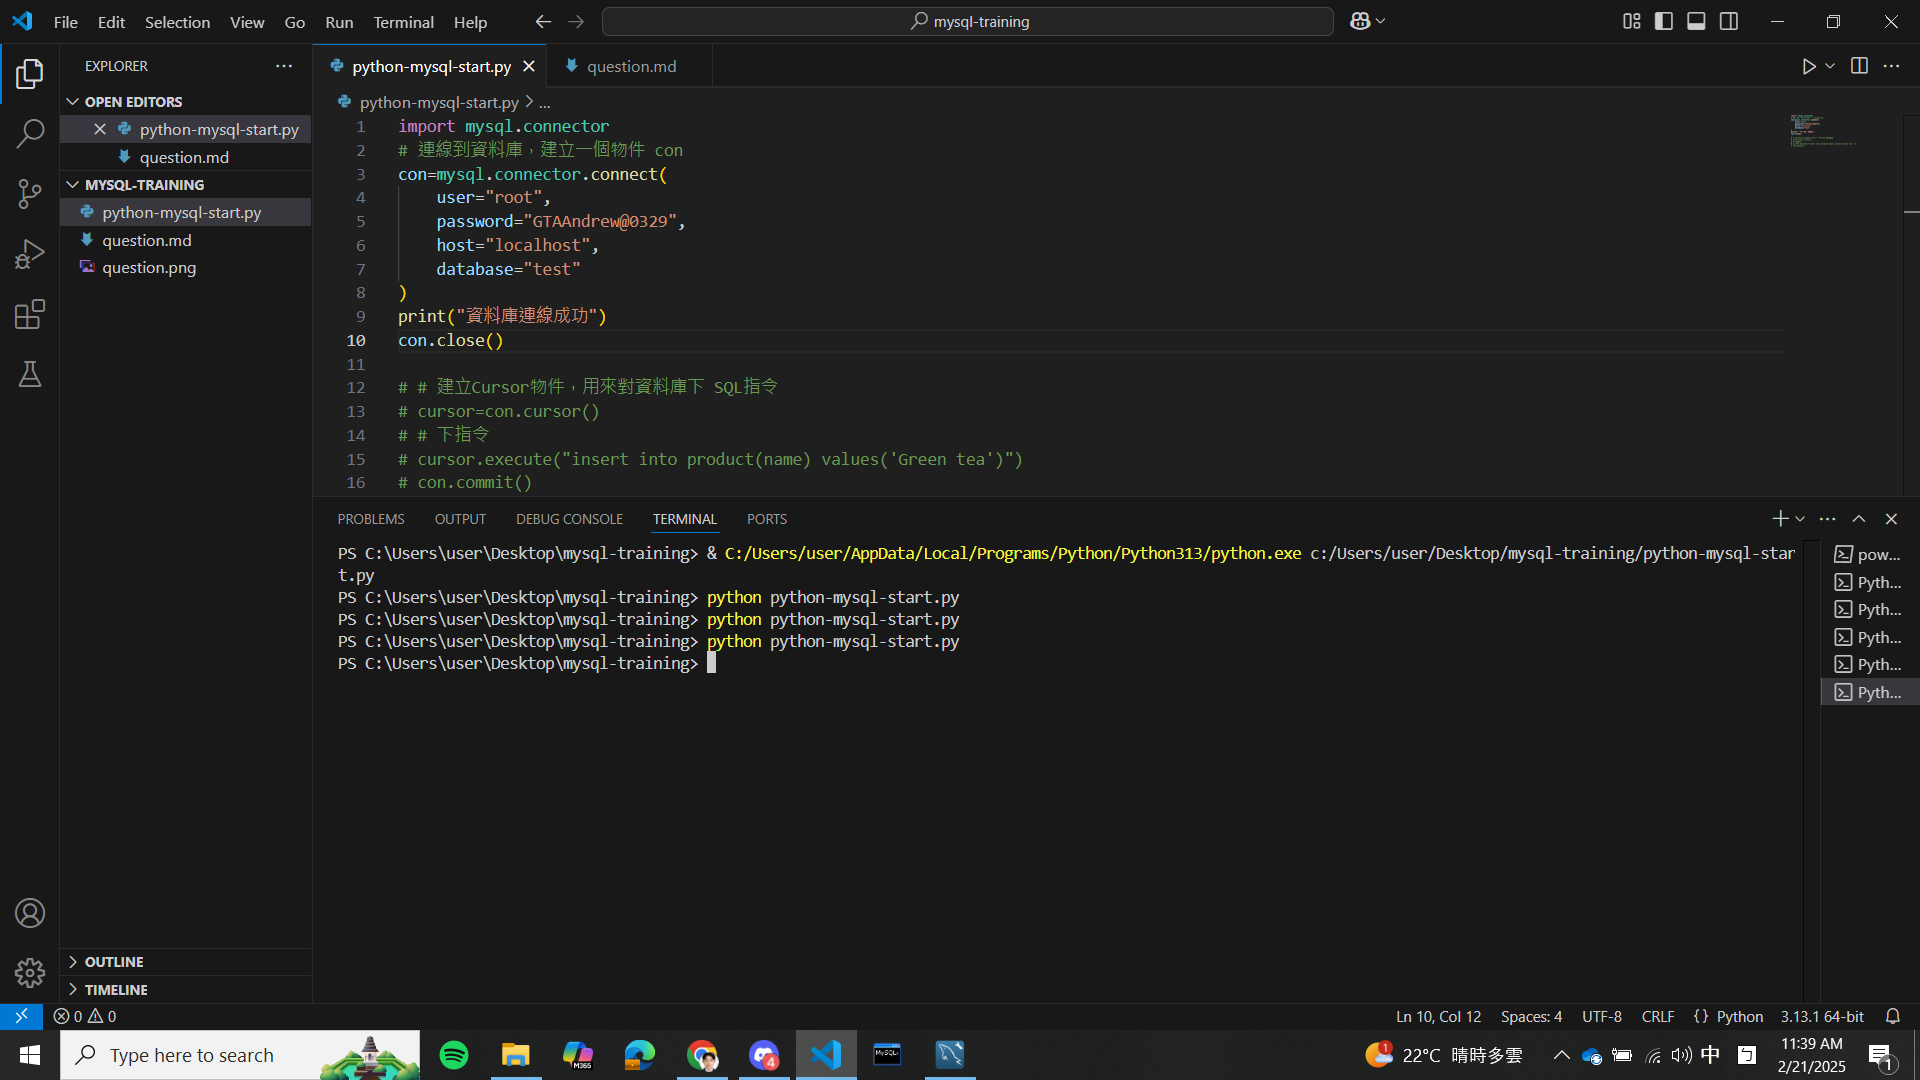 File Edit Selection View Go Run Terminal Help
mysql-training
EXPLORER
OPEN EDITORS
python-mysql-start.py
question.md
MYSQL-TRAINING
python-mysql-start.py
question.md
question.png
OUTLINE
TIMELINE
python-mysql-start.py
question.md
python-mysql-start.py > ...
1 import mysql.connector
2 # 連線到資料庫，建立一個物件 con
3 con=mysql.connector.connect(
4 user="root",
5 password="GTAAndrew@0329",
6 host="localhost",
7 database="test"
8 )
9 print("資料庫連線成功")
10 con.close()
11
12 # # 建立Cursor物件，用來對資料庫下 SQL指令
13 # cursor=con.cursor()
14 # # 下指令
15 # cursor.execute("insert into product(name) values('Green tea')")
16 # con.commit()
PROBLEMS OUTPUT DEBUG CONSOLE TERMINAL PORTS
PS C:\Users\user\Desktop\mysql-training> & C:/Users/user/AppData/Local/Programs/Python/Python313/python.exe c:/Users/user/Desktop/mysql-training/python-mysql-star
t.py
PS C:\Users\user\Desktop\mysql-training> python python-mysql-start.py
PS C:\Users\user\Desktop\mysql-training> python python-mysql-start.py
PS C:\Users\user\Desktop\mysql-training> python python-mysql-start.py
PS C:\Users\user\Desktop\mysql-training>
pow...
Pyth...
Pyth...
Pyth...
Pyth...
Pyth...
0 0
Ln 10, Col 12 Spaces: 4 UTF-8 CRLF {} Python 3.13.1 64-bit
Type here to search
M365
MySQL
4
1
22°C 晴時多雲
中
11:39 AM
2/21/2025
1